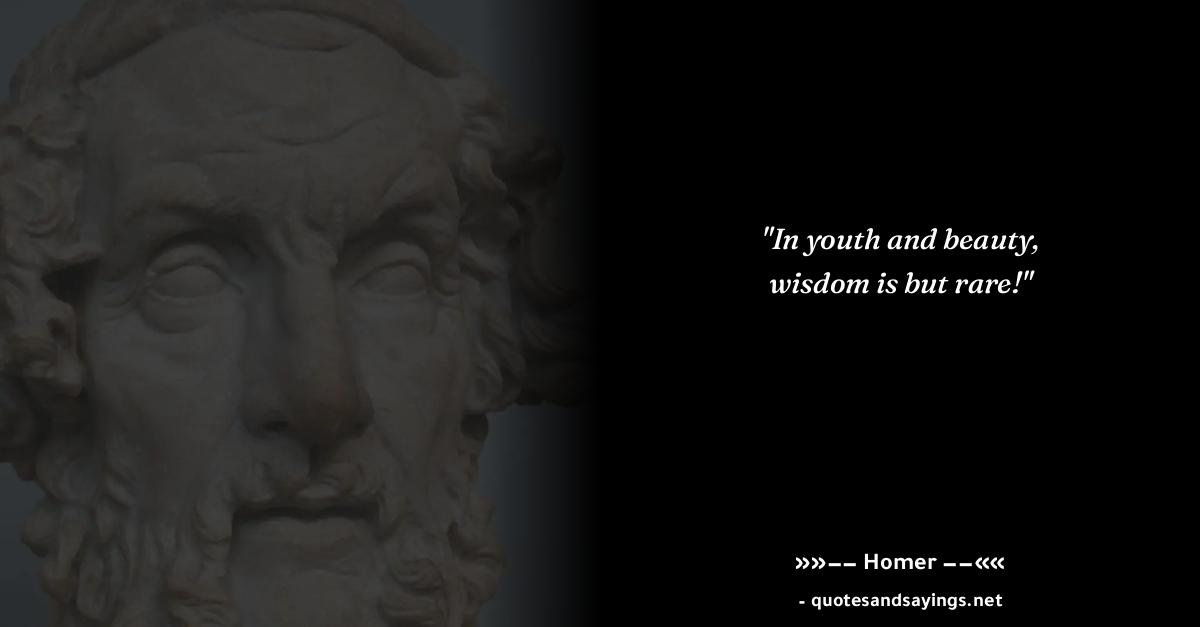 "In youth and beauty,
wisdom is but rare!"
»»–– Homer ––««
- quotesandsayings.net